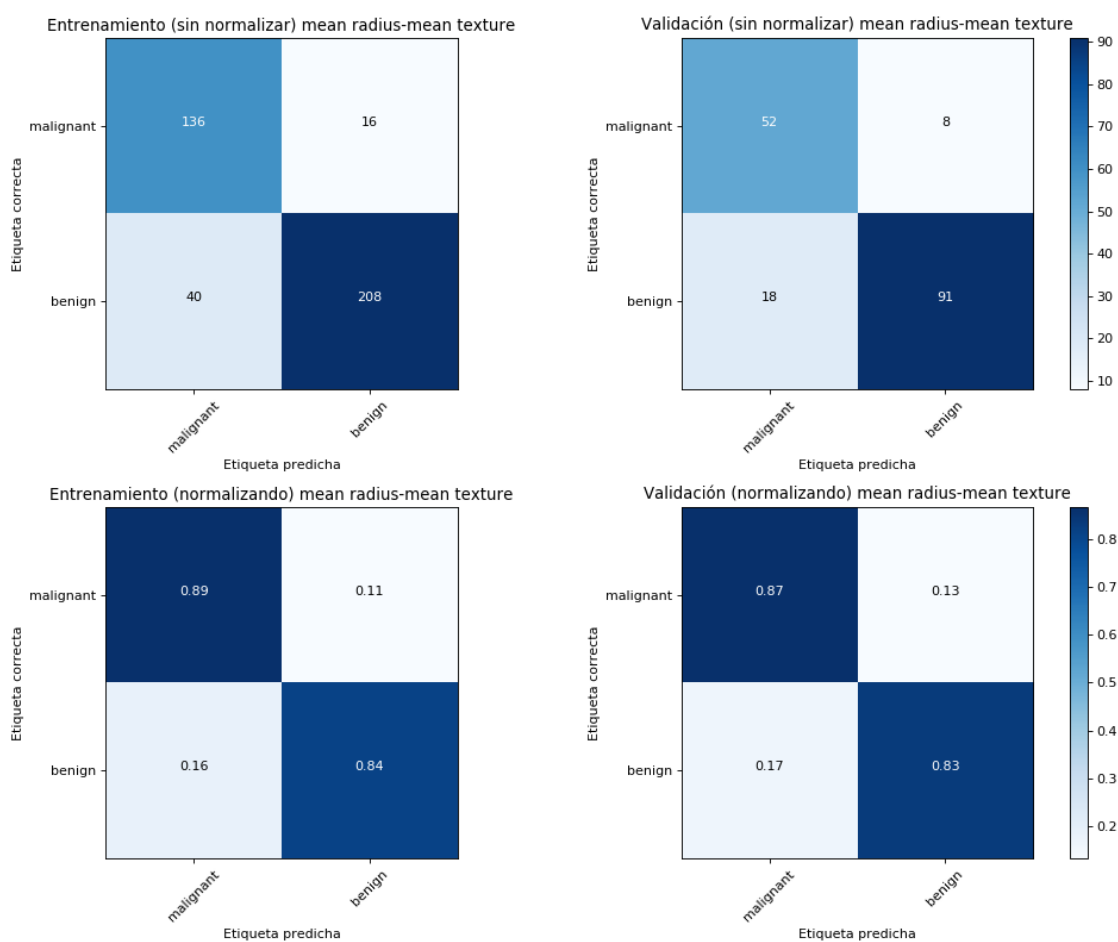 Entrenamiento (sin normalizar) mean radius-mean texture
malignant
benign
Etiqueta correcta
136
16
40
208
malignant
benign
Etiqueta predicha
Validación (sin normalizar) mean radius-mean texture
malignant
benign
Etiqueta correcta
52
8
18
91
malignant
benign
Etiqueta predicha
90
80
70
60
50
40
30
20
10
Entrenamiento (normalizando) mean radius-mean texture
malignant
benign
Etiqueta correcta
0.89
0.11
0.16
0.84
malignant
benign
Etiqueta predicha
Validación (normalizando) mean radius-mean texture
malignant
benign
Etiqueta correcta
0.87
0.13
0.17
0.83
malignant
benign
Etiqueta predicha
0.8
0.7
0.6
0.5
0.4
0.3
0.2